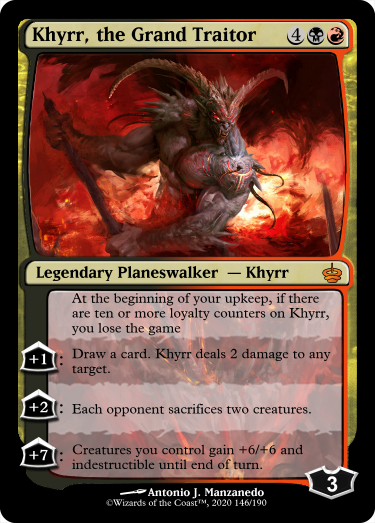 Khyrr, the Grand Traitor 4
Legendary Planeswalker — Khyrr
At the beginning of your upkeep, if there
are ten or more loyalty counters on Khyrr,
you lose the game
+1 : Draw a card. Khyrr deals 2 damage to any
target.
+2 : Each opponent sacrifices two creatures.
+7 : Creatures you control gain +6/+6 and
indestructible until end of turn.
3
Antonio J. Manzanedo
©Wizards of the Coast™, 2020 146/190